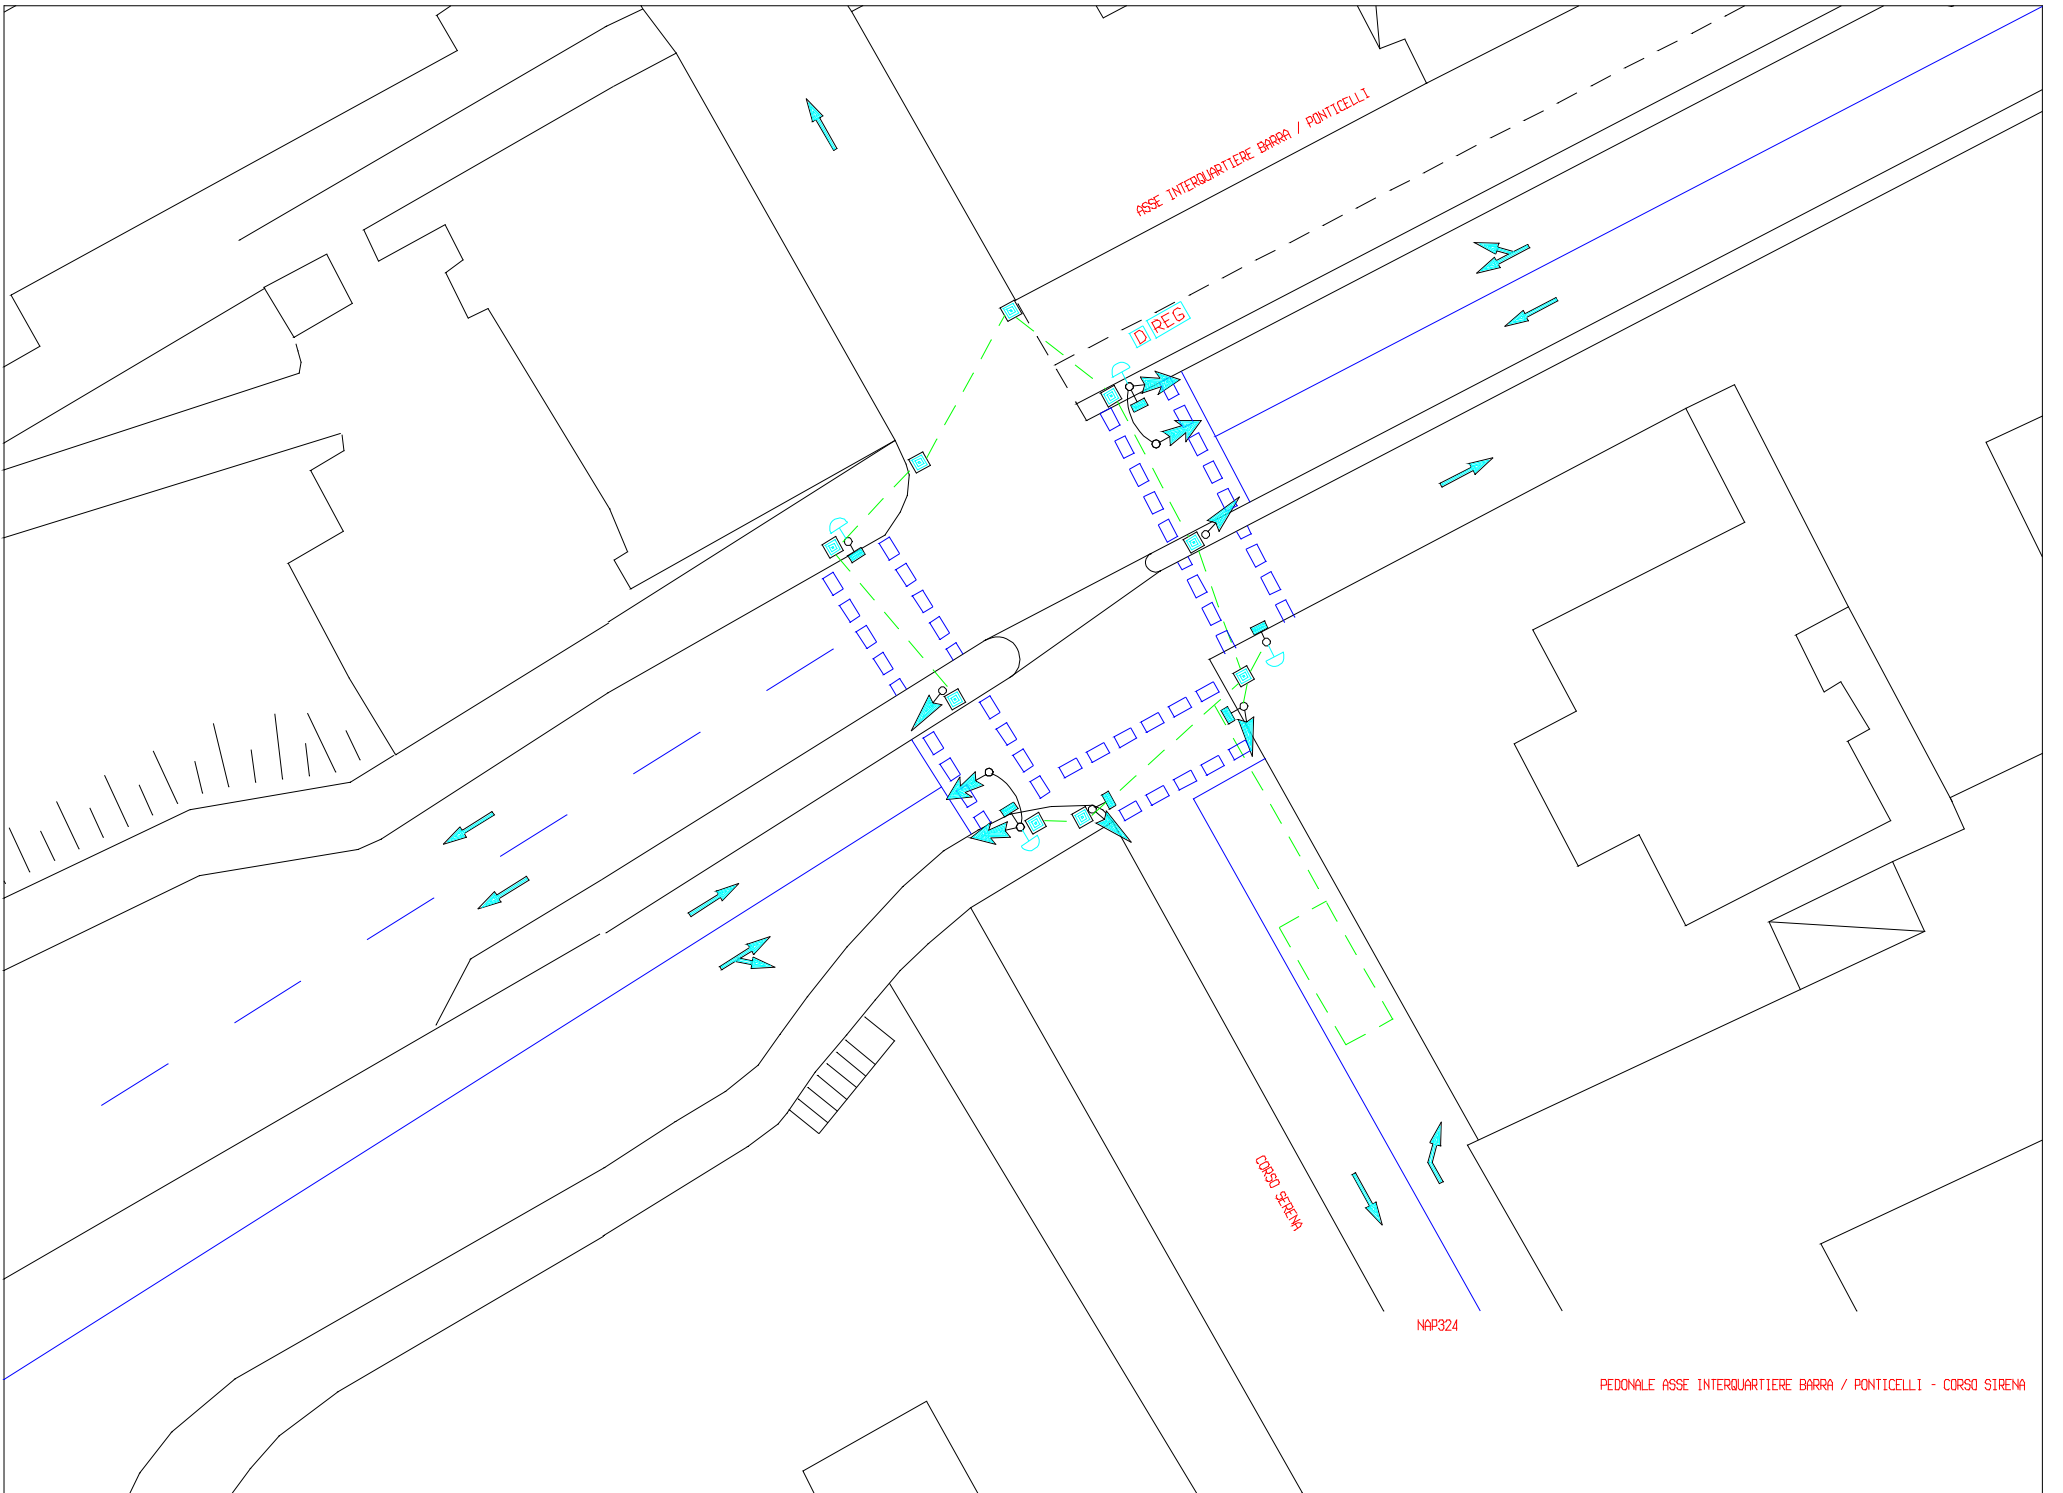 ASSE INTERQUARTIERE BARRA / PONTICELLI
D REG
CORSO SERENA
NAP324
PEDONALE ASSE INTERQUARTIERE BARRA / PONTICELLI - CORSO SIRENA